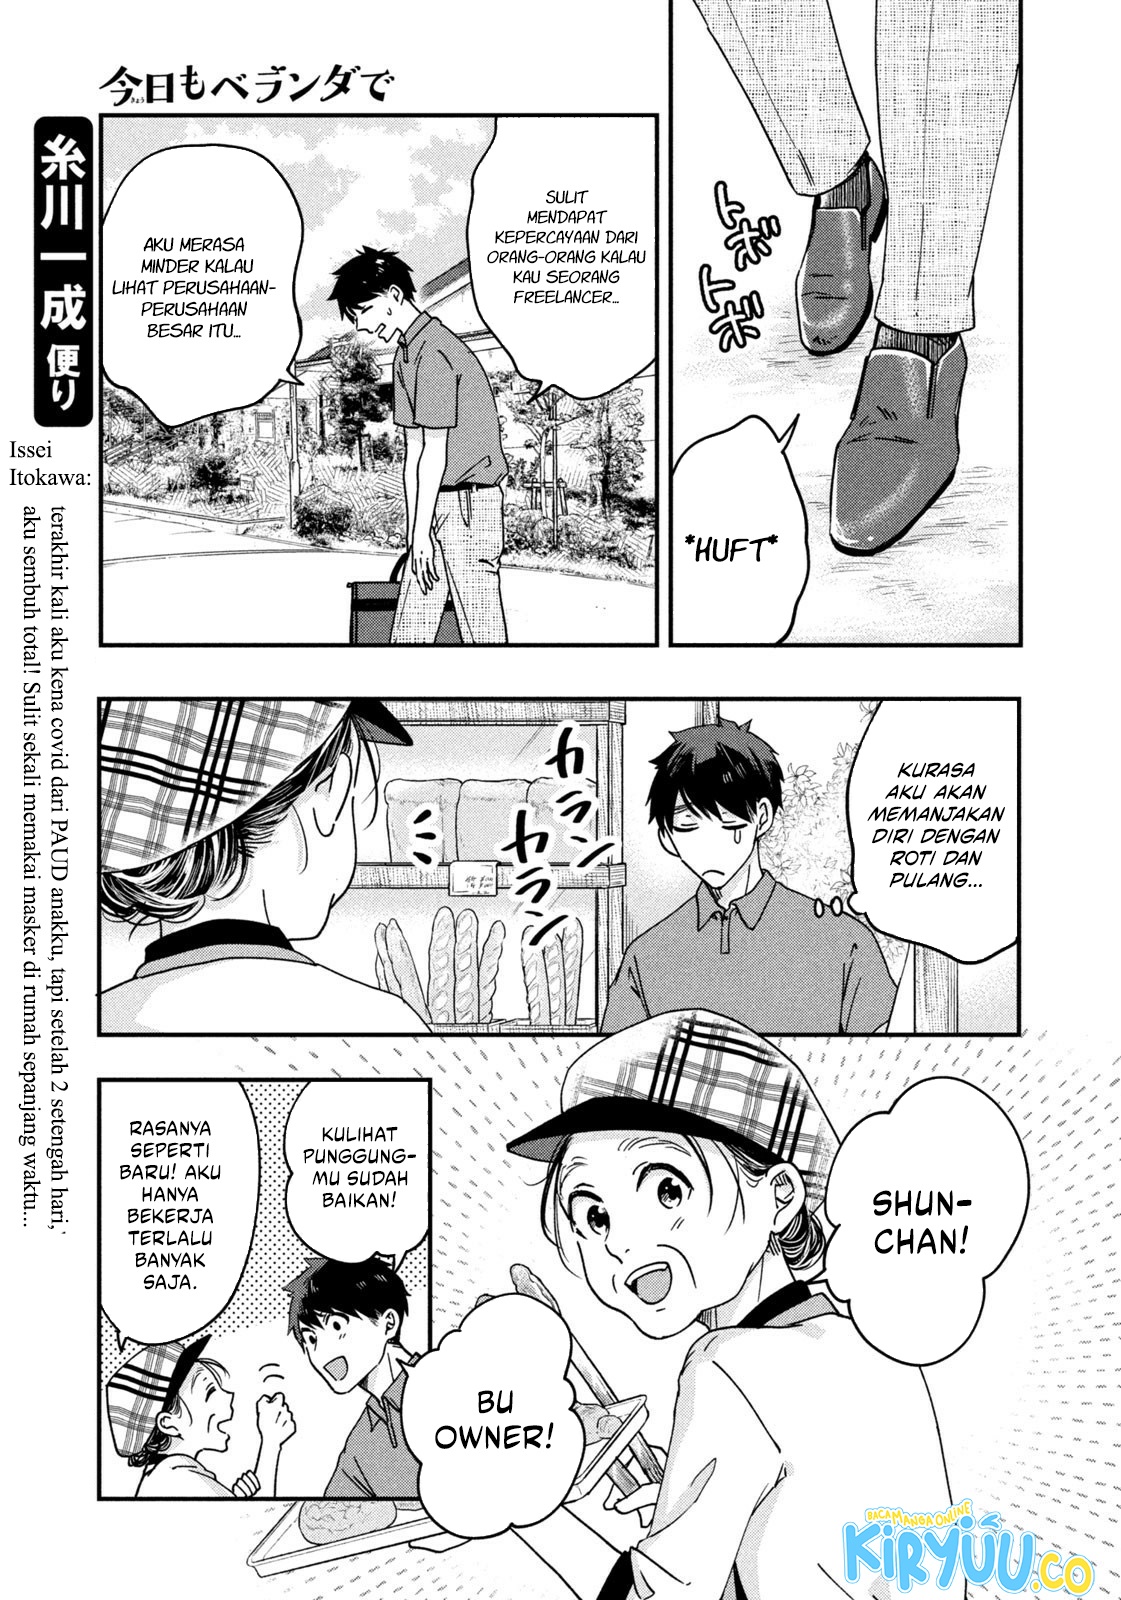 今日もベランダで
きょう
糸川一成 便り
Issei
Itokawa:
terakhir kali aku kena covid dari PAUD anakku, tapi setelah 2 setengah hari,
aku sembuh total! Sulit sekali memakai masker di rumah sepanjang waktu...
トボ
トボ
*HUFT*
SULIT
MENDAPAT
KEPERCAYAAN DARI
ORANG-ORANG KALAU
KAU SEORANG
FREELANCER...
AKU MERASA
MINDER KALAU
LIHAT PERUSAHAAN-
PERUSAHAAN
BESAR ITU...
KURASA
AKU AKAN
MEMANJAKAN
DIRI DENGAN
ROTI DAN
PULANG...
カラン
カラン
SHUN-
CHAN!
BU
OWNER!
KULIHAT
PUNGGUNG-
MU SUDAH
BAIKAN!
RASANYA
SEPERTI
BARU! AKU
HANYA
BEKERJA
TERLALU
BANYAK
SAJA.
BACA MANGA ONLINE
KIRYUU.CO